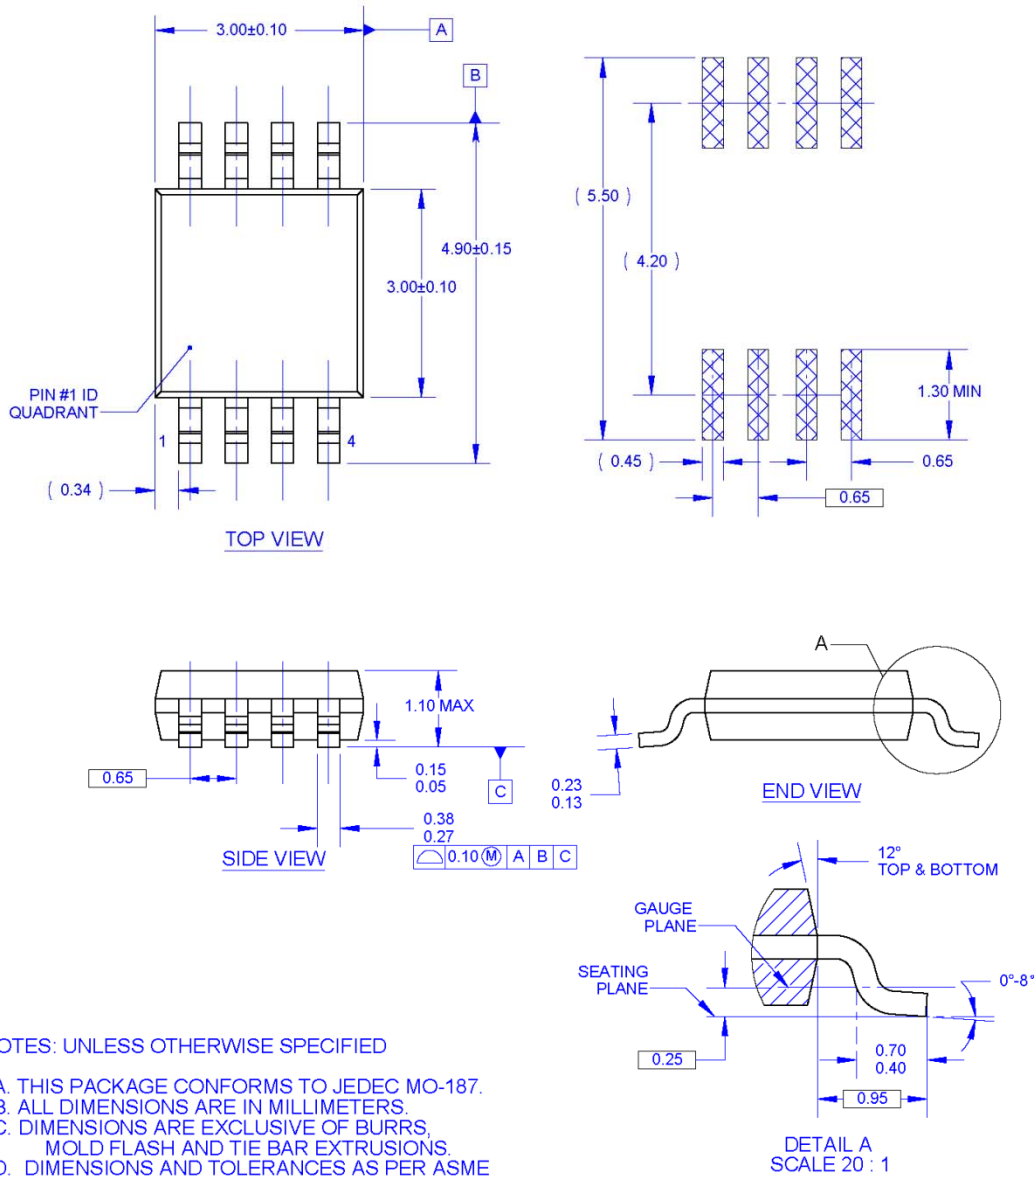 3.00±0.10
A
B
4.90±0.15
3.00±0.10
PIN #1 ID
QUADRANT
1
4
( 0.34 )
TOP VIEW
( 5.50 )
( 4.20 )
1.30 MIN
( 0.45 )
0.65
0.65
1.10 MAX
0.65
0.15
0.05
C
0.38
0.27
0.10 Ⓜ A B C
SIDE VIEW
A
0.23
0.13
END VIEW
12°
TOP & BOTTOM
GAUGE
PLANE
SEATING
PLANE
0°-8°
0.25
0.70
0.40
0.95
DETAIL A
SCALE 20 : 1
OTES: UNLESS OTHERWISE SPECIFIED
A. THIS PACKAGE CONFORMS TO JEDEC MO-187.
B. ALL DIMENSIONS ARE IN MILLIMETERS.
C. DIMENSIONS ARE EXCLUSIVE OF BURRS,
MOLD FLASH AND TIE BAR EXTRUSIONS.
D. DIMENSIONS AND TOLERANCES AS PER ASME